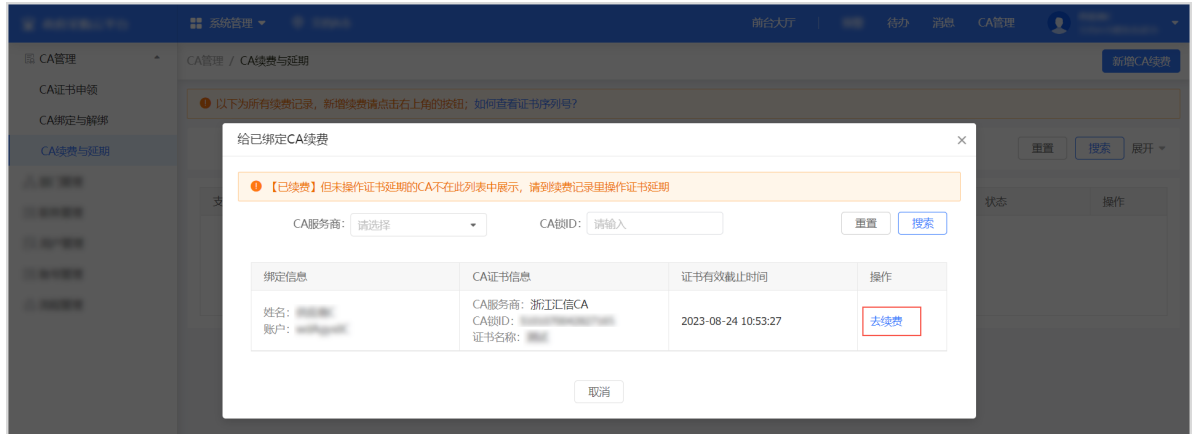 系统管理
前台大厅
待办
消息
CA管理
CA管理
CA管理 / CA续费与延期
新增CA续费
CA证书申领
CA绑定与解绑
CA续费与延期
以下为所有续费记录，新增续费请点击右上角的按钮；如何查看证书序列号？
重置
搜索
展开
支
状态
操作
给已绑定CA续费
【已续费】但未操作证书延期的CA不在此列表中展示，请到续费记录里操作证书延期
CA服务商： 请选择
CA锁ID： 请输入
重置
搜索
绑定信息
CA证书信息
证书有效截止时间
操作
姓名：
账户：
CA服务商：浙江汇信CA
CA锁ID：
证书名称：
2023-08-24 10:53:27
去续费
取消